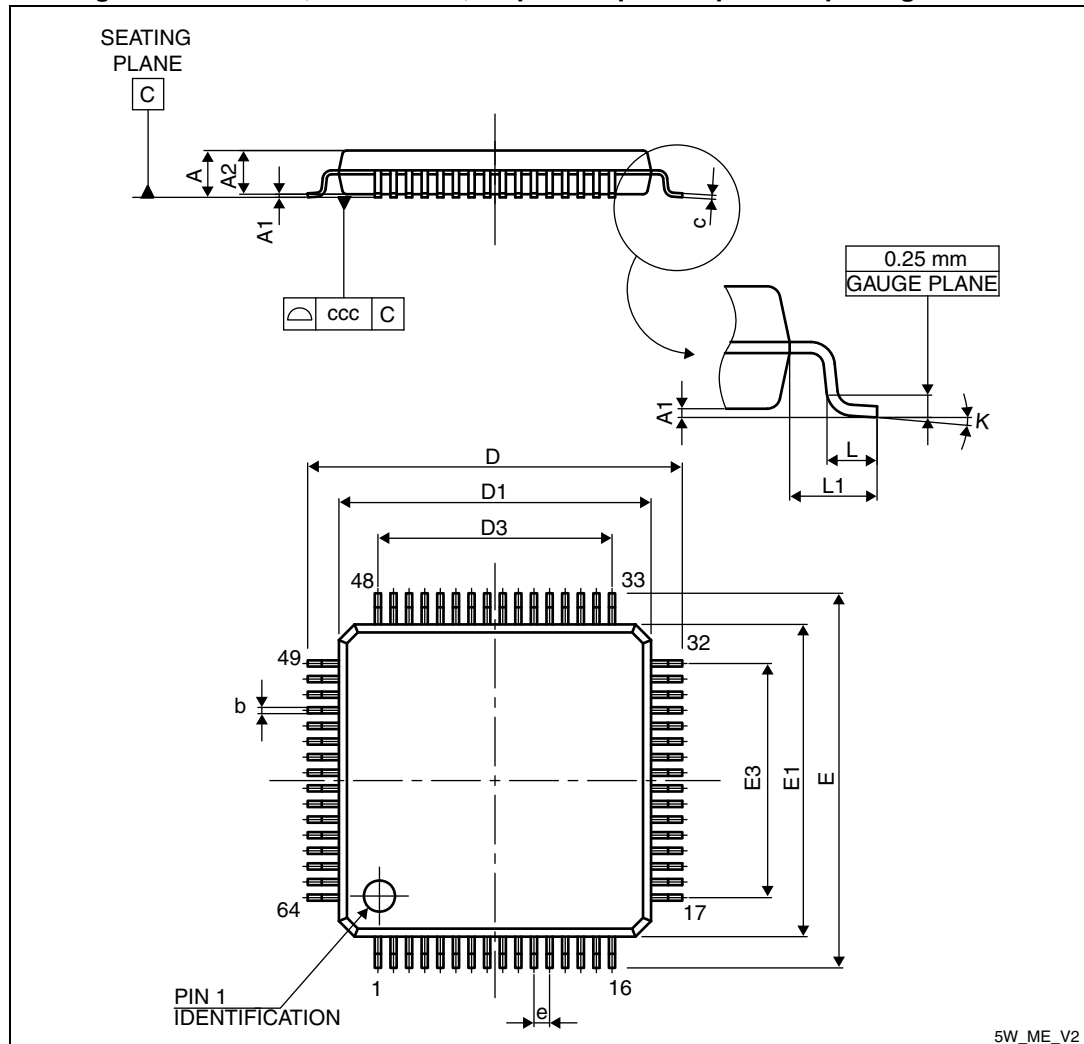 SEATING
PLANE
C
A
A2
A1
c
ccc C
0.25 mm
GAUGE PLANE
A1
K
L
L1
D
D1
D3
48
33
49
32
b
E3
E1
E
64
17
1
16
PIN 1
IDENTIFICATION
e
5W_ME_V2